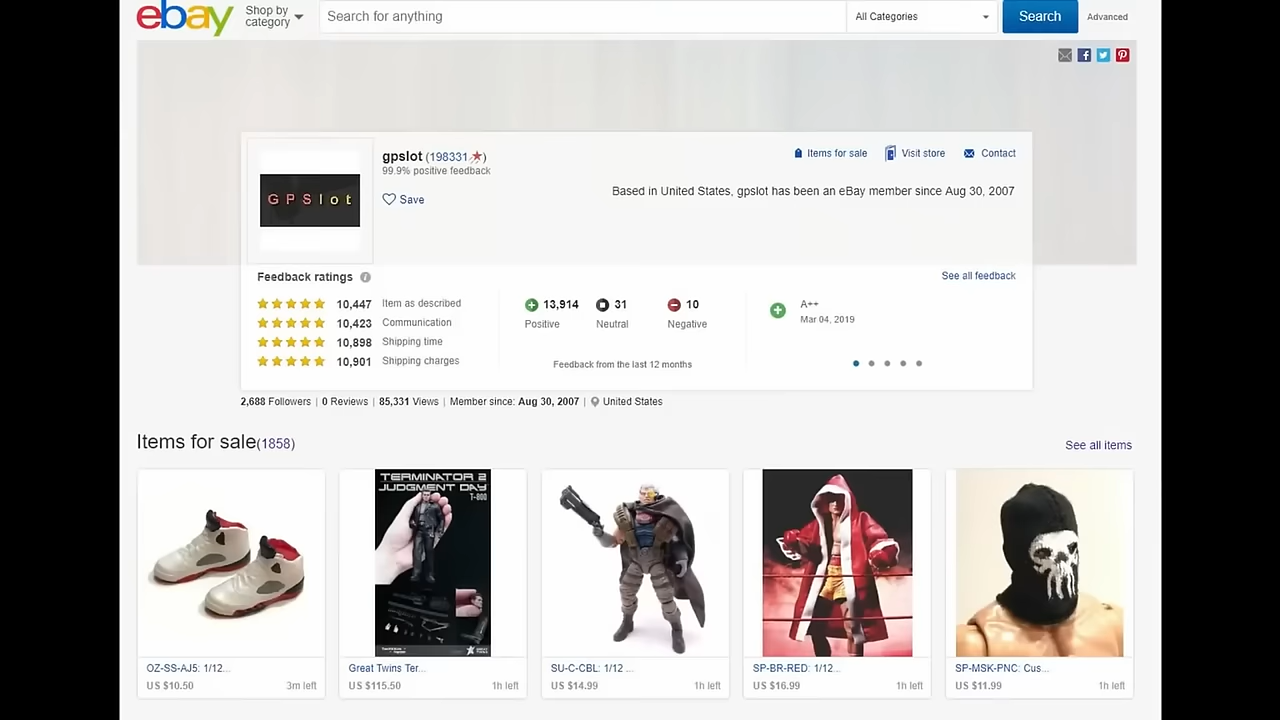 ebay
Shop by
category
Search for anything
All Categories
Search
Advanced
GPSlot
gpslot (198331)
99.9% positive feedback
Save
Items for sale
Visit store
Contact
Based in United States, gpslot has been an eBay member since Aug 30, 2007
Feedback ratings
See all feedback
10,447 Item as described
10,423 Communication
10,898 Shipping time
10,901 Shipping charges
13,914
Positive
31
Neutral
10
Negative
Feedback from the last 12 months
A++
Mar 04, 2019
2,688 Followers | 0 Reviews | 85,331 Views | Member since: Aug 30, 2007 | United States
Items for sale(1858)
See all items
TERMINATOR 2
JUDGMENT DAY
T-800
OZ-SS-AJ5: 1/12...
US $10.50
3m left
Great Twins Ter...
US $115.50
1h left
SU-C-CBL: 1/12 ...
US $14.99
1h left
SP-BR-RED: 1/12...
US $16.99
1h left
SP-MSK-PNC: Cus...
US $11.99
1h left